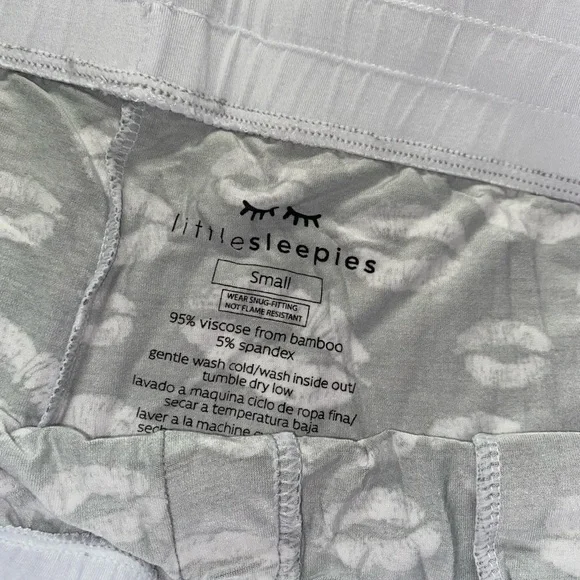 littlesleepies
Small
WEAR SNUG-FITTING
NOT FLAME RESISTANT
95% viscose from bamboo
5% spandex
gentle wash cold/wash inside out/
tumble dry low
lavado a maquina ciclo de ropa fina/
secar a temperatura baja
laver a la machine